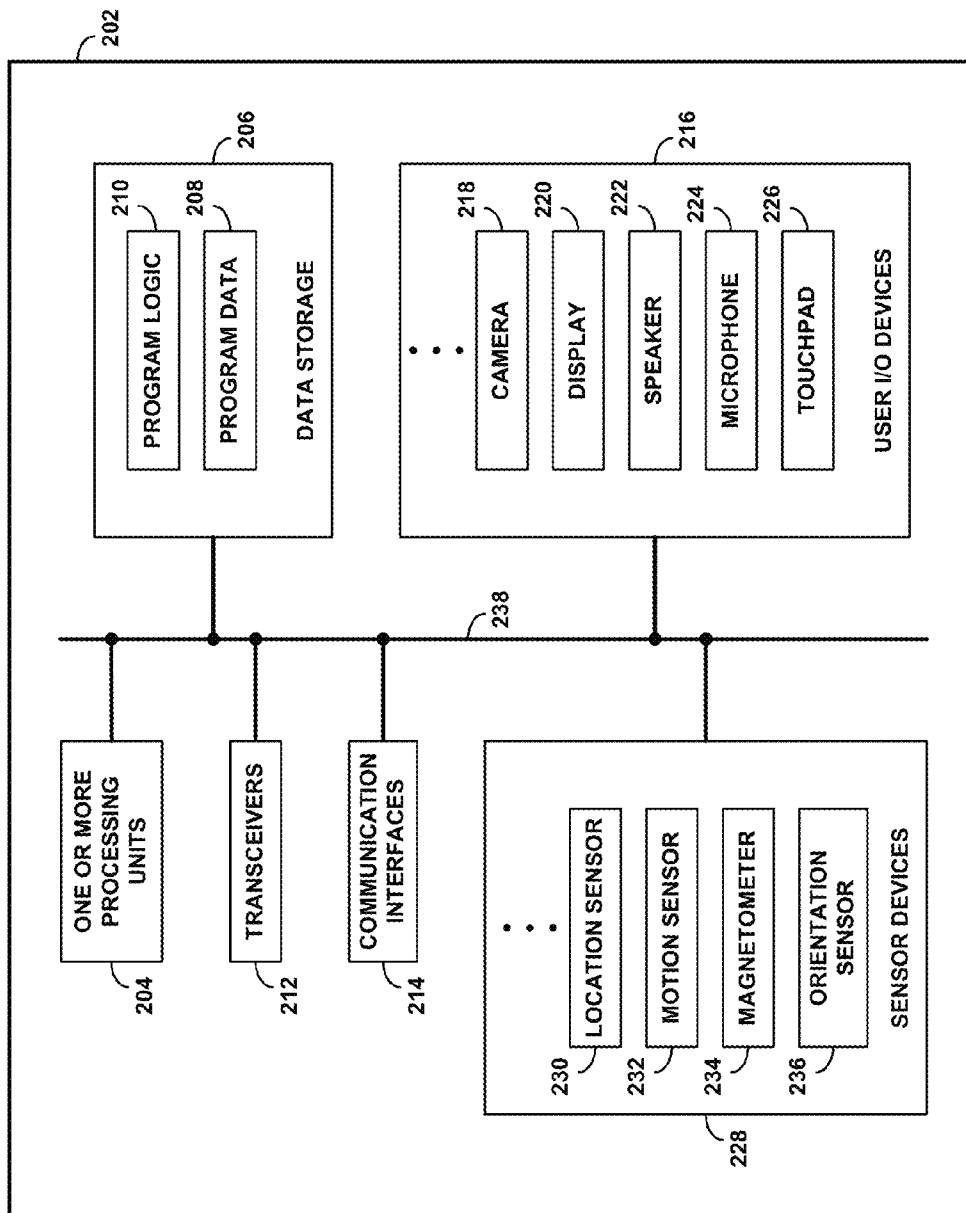 228
230
LOCATION SENSOR
232
MOTION SENSOR
234
MAGNETOMETER
236
ORIENTATION
SENSOR
SENSOR DEVICES
214
COMMUNICATION
INTERFACES
212
TRANSCEIVERS
204
ONE OR MORE
PROCESSING
UNITS
238
216
218
CAMERA
220
DISPLAY
222
SPEAKER
224
MICROPHONE
226
TOUCHPAD
USER I/O DEVICES
206
210
PROGRAM LOGIC
208
PROGRAM DATA
DATA STORAGE
202